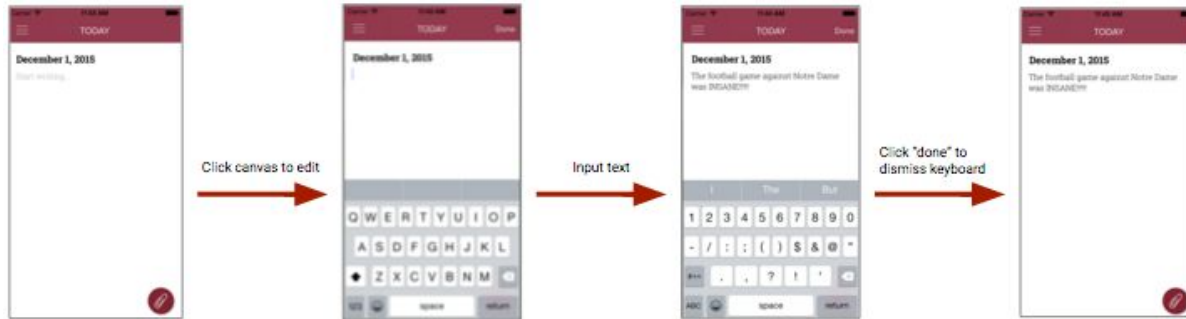 TODAY
December 1, 2015
Start writing...
Click canvas to edit
TODAY
Done
December 1, 2015
Q W E R T Y U I O P
A S D F G H J K L
Z X C V B N M
123
space
return
Input text
TODAY
Done
December 1, 2015
The football game against Notre Dame
was INSANE!!!!
I The But
1 2 3 4 5 6 7 8 9 0
- / : ; ( ) $ & @ "
#+=
. , ? ! '
ABC
space
return
Click "done" to
dismiss keyboard
TODAY
December 1, 2015
The football game against Notre Dame
was INSANE!!!!